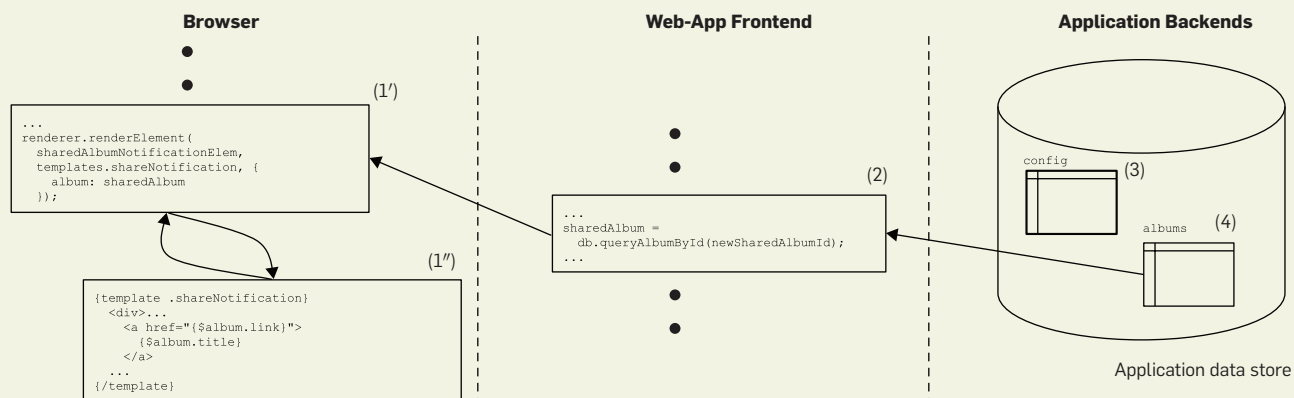 Browser
Web-App Frontend
Application Backends
(1′)
...
renderer.renderElement(
sharedAlbumNotificationElem,
templates.shareNotification, {
album: sharedAlbum
});
(1″)
{template .shareNotification}
<div>...
<a href="{$album.link}">
{$album.title}
</a>
...
{/template}
(2)
...
sharedAlbum =
db.queryAlbumById(newSharedAlbumId);
...
config
(3)
albums
(4)
Application data store